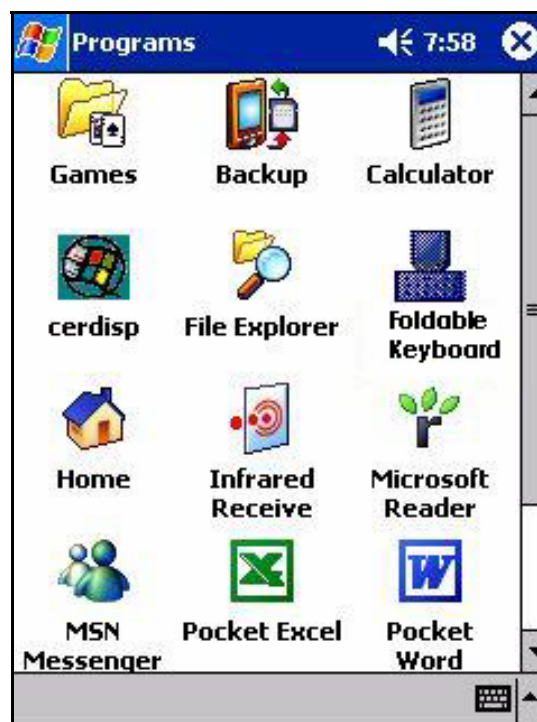 Programs 7:58
Games Backup Calculator
cerdisp File Explorer Foldable
Keyboard
Home Infrared Microsoft
Receive Reader
MSN Pocket Excel Pocket
Messenger Word